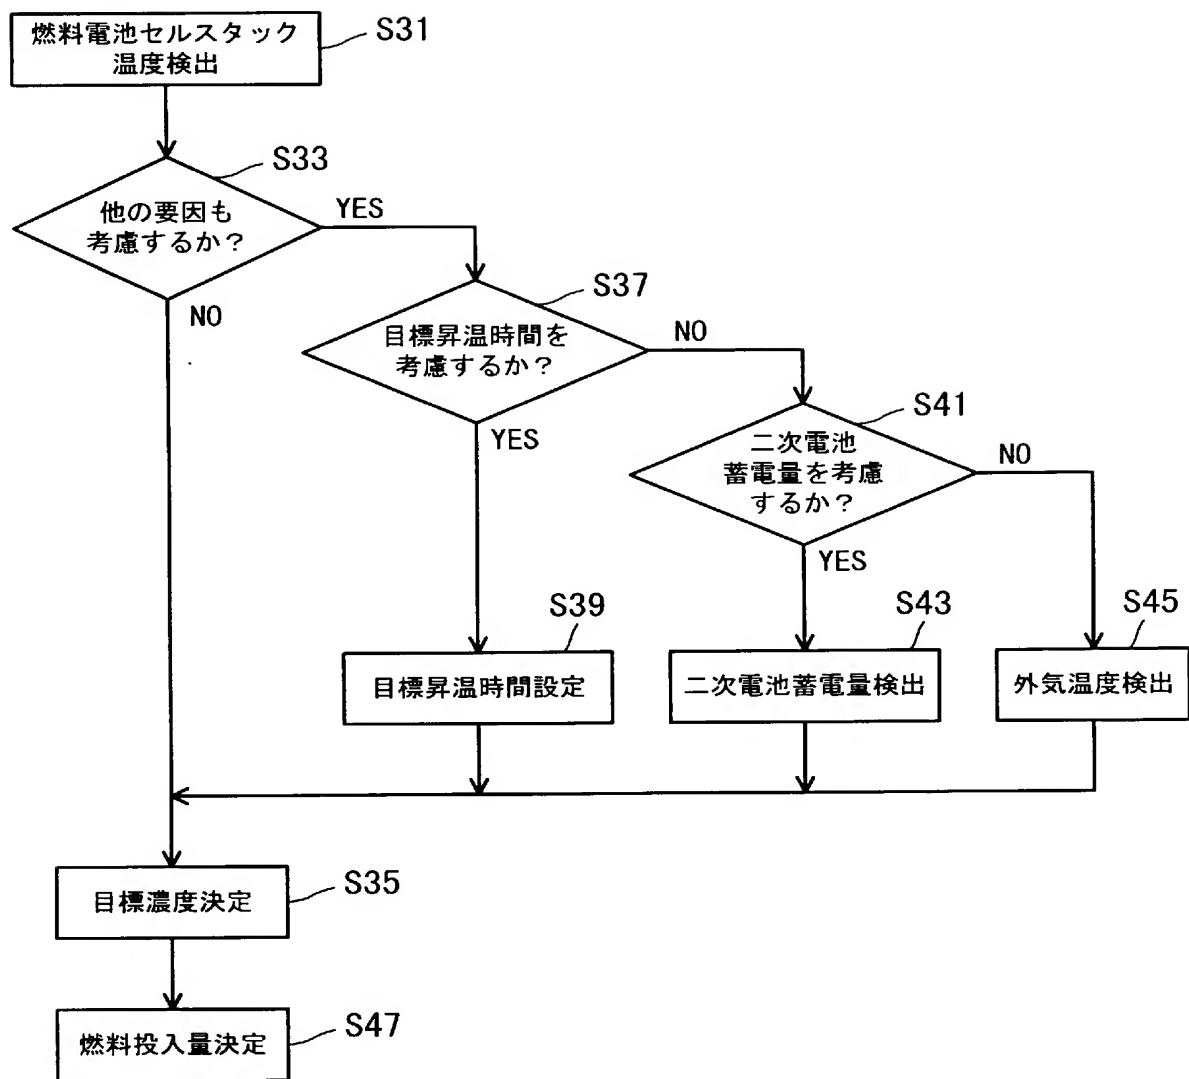 燃料電池セルスタック
温度検出
S31
S33
他の要因も
考慮するか？
YES
NO
S37
目標昇温時間を
考慮するか？
NO
YES
S41
二次電池
蓄電量を考慮
するか？
NO
YES
S39
目標昇温時間設定
S43
二次電池蓄電量検出
S45
外気温度検出
目標濃度決定
S35
燃料投入量決定
S47